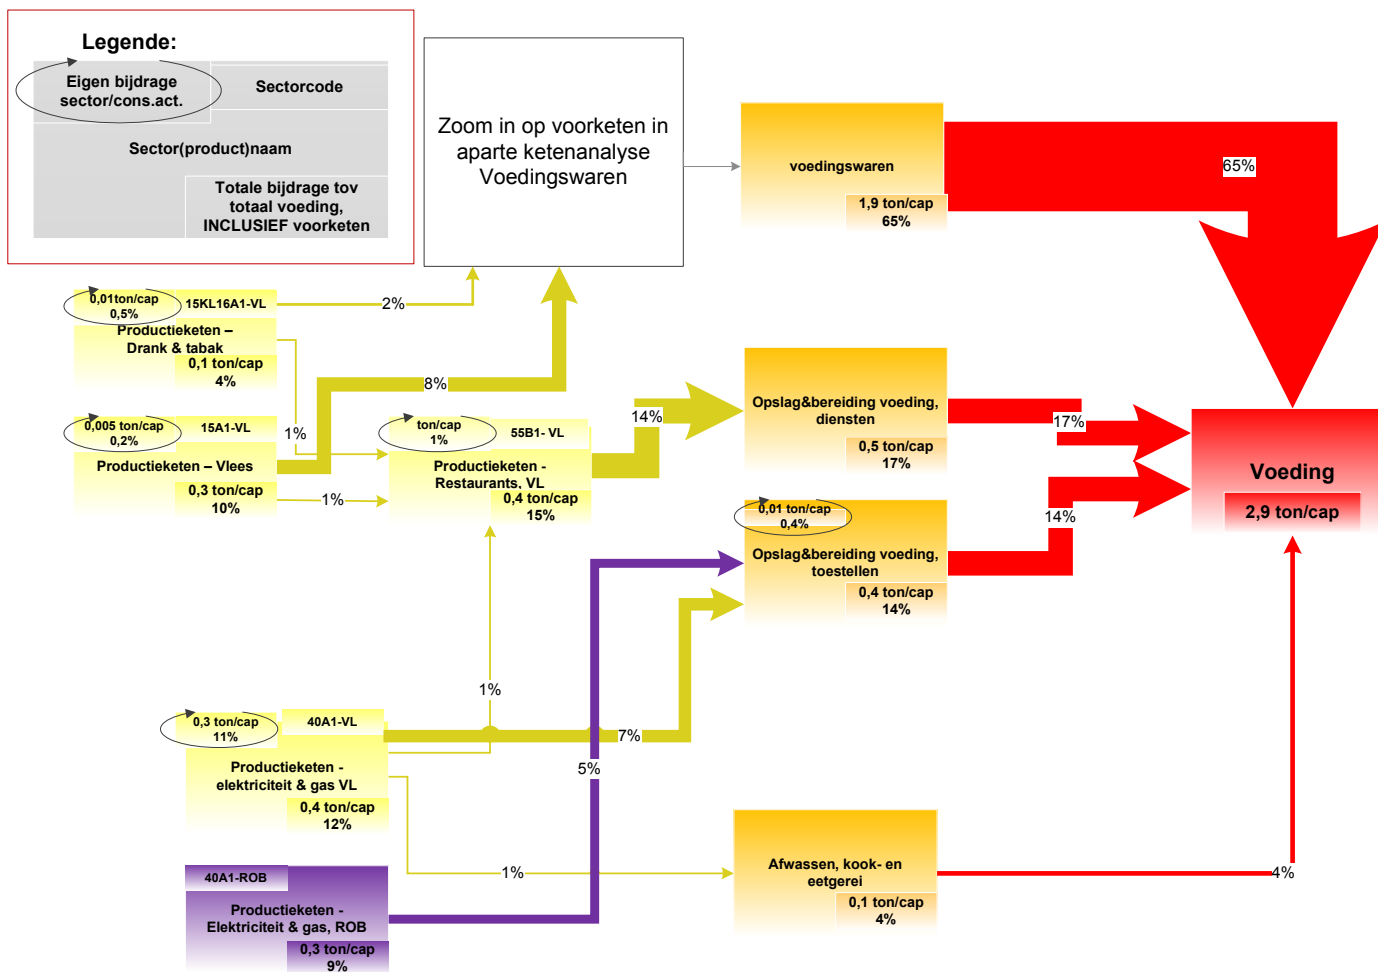 Legende:
Eigen bijdrage
sector/cons.act.
Sectorcode
Sector(product)naam
Totale bijdrage tov
totaal voeding,
INCLUSIEF voorketen
Zoom in op voorketen in
aparte ketenanalyse
Voedingswaren
voedingswaren
1,9 ton/cap
65%
65%
0,01ton/cap
0,5%
15KL16A1-VL
Productieketen –
Drank & tabak
0,1 ton/cap
4%
2%
8%
1%
0,005 ton/cap
0,2%
15A1-VL
Productieketen – Vlees
0,3 ton/cap
10%
1%
ton/cap
1%
55B1- VL
Productieketen -
Restaurants, VL
0,4 ton/cap
15%
14%
Opslag&bereiding voeding,
diensten
0,5 ton/cap
17%
17%
Voeding
2,9 ton/cap
0,01 ton/cap
0,4%
Opslag&bereiding voeding,
toestellen
0,4 ton/cap
14%
14%
1%
0,3 ton/cap
11%
40A1-VL
Productieketen -
elektriciteit & gas VL
0,4 ton/cap
12%
7%
5%
1%
Afwassen, kook- en
eetgerei
0,1 ton/cap
4%
4%
40A1-ROB
Productieketen -
Elektriciteit & gas, ROB
0,3 ton/cap
9%